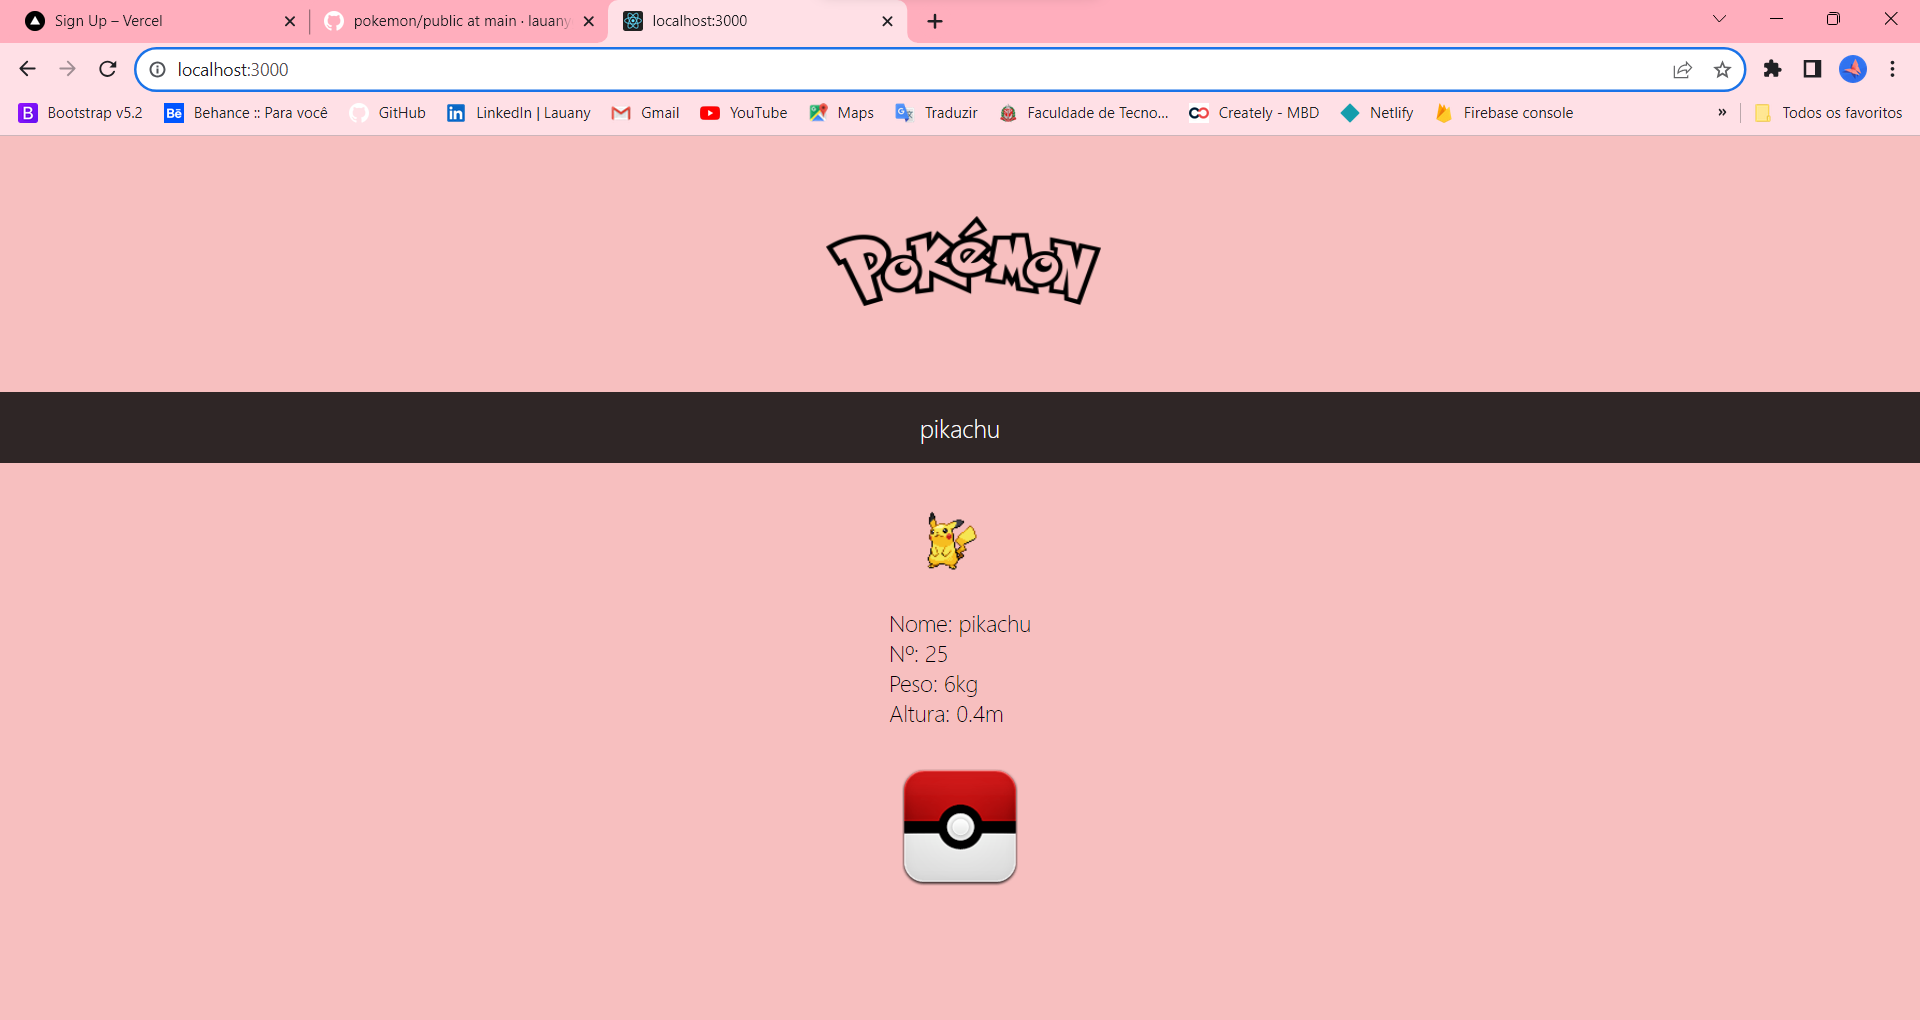 Sign Up – Vercel
pokemon/public at main · lauany
localhost:3000
localhost:3000
Bootstrap v5.2 Behance :: Para você GitHub LinkedIn | Lauany Gmail YouTube Maps Traduzir Faculdade de Tecno... Creately - MBD Netlify Firebase console » Todos os favoritos
POKéMON
pikachu
Nome: pikachu
Nº: 25
Peso: 6kg
Altura: 0.4m